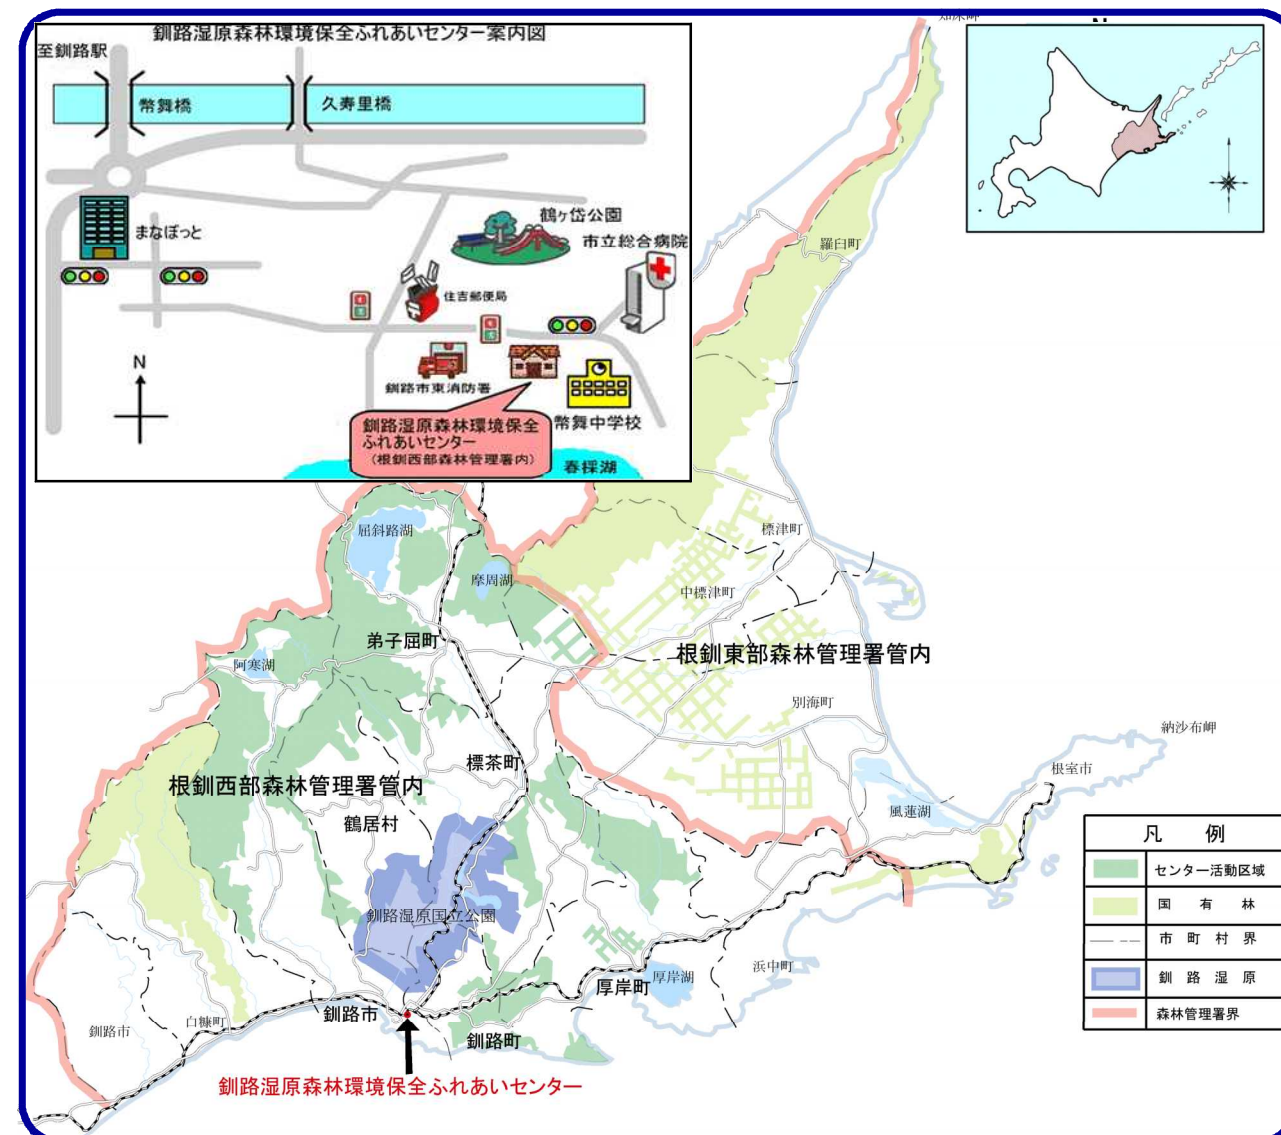 釧路湿原森林環境保全ふれあいセンター案内図
至釧路駅
幣舞橋
久寿里橋
まなぼっと
鶴ヶ岱公園
市立総合病院
住吉郵便局
N
釧路市東消防署
幣舞中学校
釧路湿原森林環境保全
ふれあいセンター
(根釧西部森林管理署内)
春採湖
羅臼町
標津町
屈斜路湖
摩周湖
中標津町
弟子屈町
阿寒湖
根釧東部森林管理署管内
別海町
納沙布岬
標茶町
根室市
根釧西部森林管理署管内
鶴居村
風蓮湖
釧路湿原国立公園
浜中町
厚岸湖
厚岸町
釧路市
白糠町
釧路市
釧路町
釧路湿原森林環境保全ふれあいセンター
凡 例
センター活動区域
国 有 林
市 町 村 界
釧 路 湿 原
森林管理署界